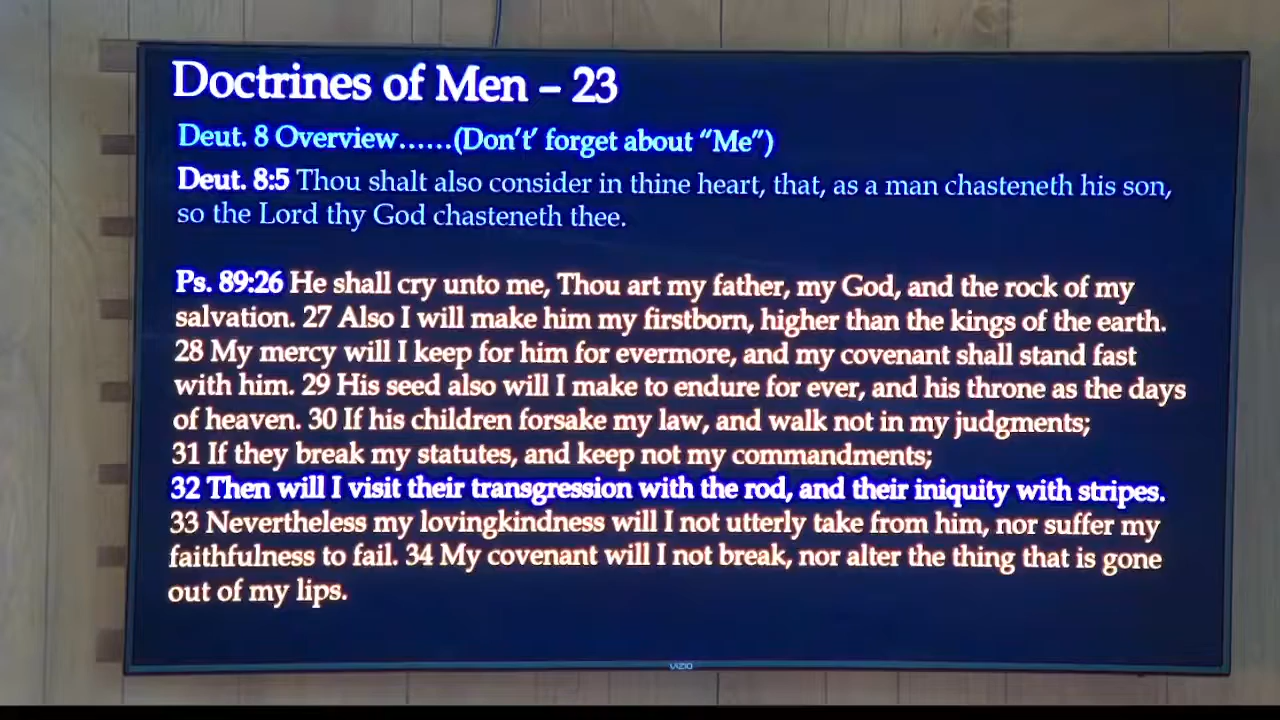 Doctrines of Men – 23
Deut. 8 Overview……(Don't' forget about “Me”)
Deut. 8:5 Thou shalt also consider in thine heart, that, as a man chasteneth his son,
so the Lord thy God chasteneth thee.
Ps. 89:26 He shall cry unto me, Thou art my father, my God, and the rock of my
salvation. 27 Also I will make him my firstborn, higher than the kings of the earth.
28 My mercy will I keep for him for evermore, and my covenant shall stand fast
with him. 29 His seed also will I make to endure for ever, and his throne as the days
of heaven. 30 If his children forsake my law, and walk not in my judgments;
31 If they break my statutes, and keep not my commandments;
32 Then will I visit their transgression with the rod, and their iniquity with stripes.
33 Nevertheless my lovingkindness will I not utterly take from him, nor suffer my
faithfulness to fail. 34 My covenant will I not break, nor alter the thing that is gone
out of my lips.
VIZIO